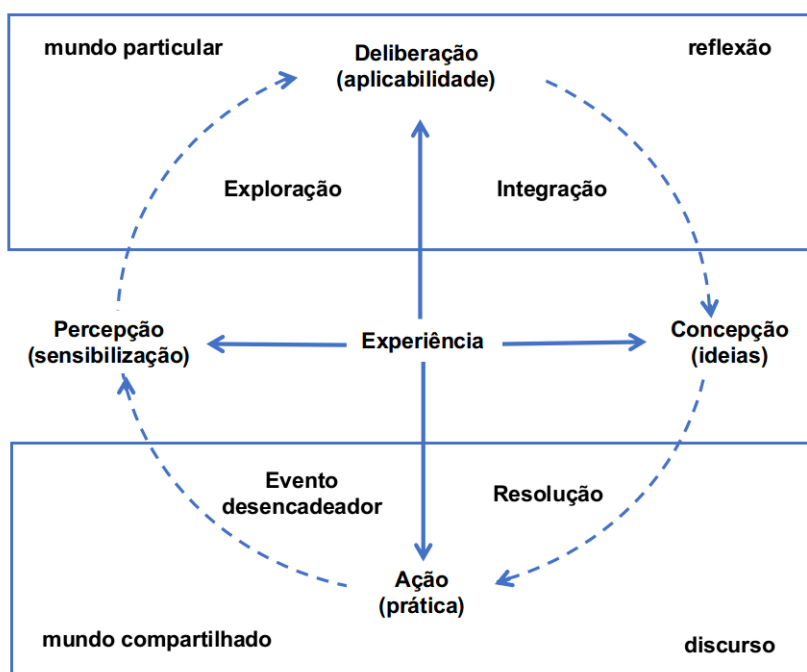 mundo particular
Deliberação
(aplicabilidade)
reflexão
Exploração
Integração
Percepção
(sensibilização)
Experiência
Concepção
(ideias)
Evento
desencadeador
Resolução
Ação
(prática)
mundo compartilhado
discurso